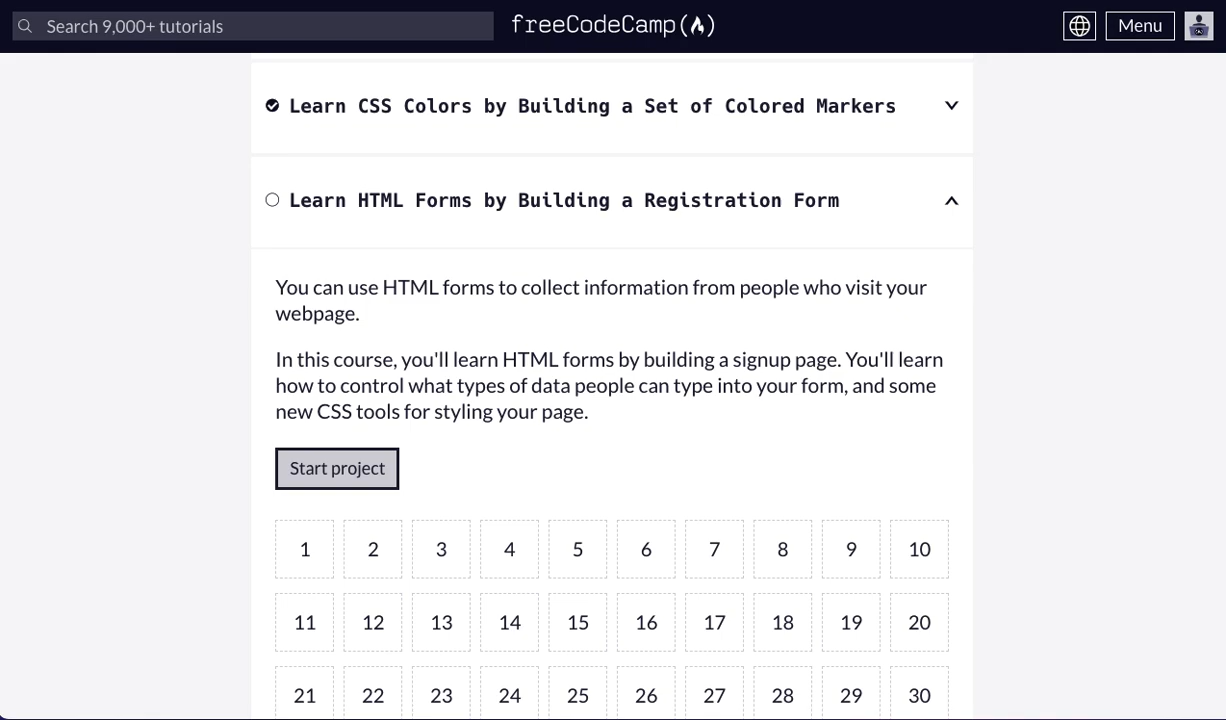 Search 9,000+ tutorials
freeCodeCamp
Menu
Learn CSS Colors by Building a Set of Colored Markers
Learn HTML Forms by Building a Registration Form
You can use HTML forms to collect information from people who visit your
webpage.
In this course, you'll learn HTML forms by building a signup page. You'll learn
how to control what types of data people can type into your form, and some
new CSS tools for styling your page.
Start project
1 2 3 4 5 6 7 8 9 10
11 12 13 14 15 16 17 18 19 20
21 22 23 24 25 26 27 28 29 30